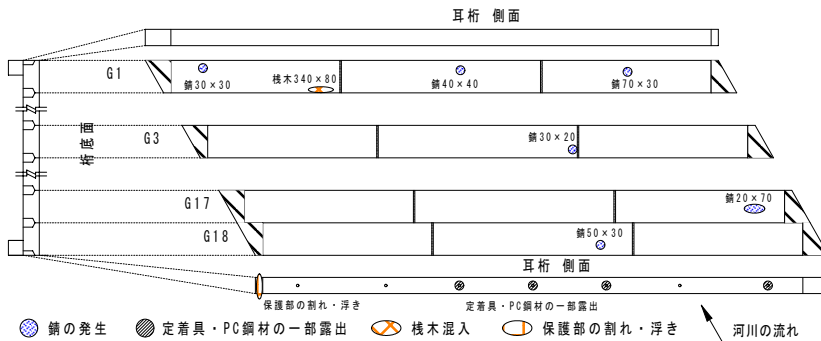 耳桁 側面
G1
錆30×30
桟木340×80
錆40×40
錆70×30
桁底面
G3
錆30×20
G17
錆20×70
G18
錆50×30
耳桁 側面
保護部の割れ・浮き
定着具・PC鋼材の一部露出
錆の発生
定着具・PC鋼材の一部露出
桟木混入
保護部の割れ・浮き
河川の流れ